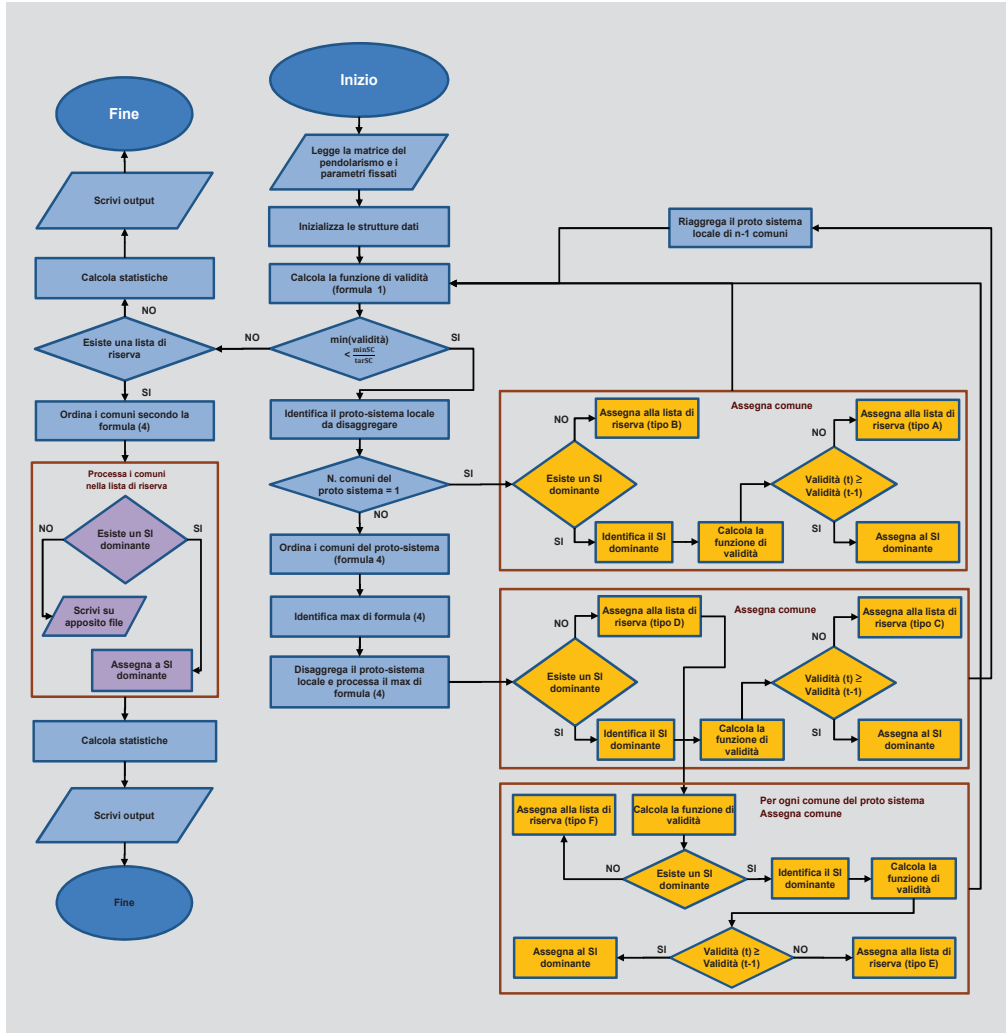 Inizio
Fine
Legge la matrice del
pendolarismo e i
parametri fissati
Scrivi output
Inizializza le strutture dati
Riaggrega il proto sistema
locale di n-1 comuni
Calcola statistiche
Calcola la funzione di validità
(formula 1)
NO
Esiste una lista di
riserva
NO
min(validità)
< minSC/tarSC
SI
SI
Ordina i comuni secondo la
formula (4)
Identifica il proto-sistema locale
da disaggregare
Processa i comuni
nella lista di riserva
NO
Esiste un SI
dominante
SI
Scrivi su
apposito file
Assegna a SI
dominante
Calcola statistiche
Scrivi output
Fine
N. comuni del
proto sistema = 1
SI
NO
Ordina i comuni del proto-sistema
(formula 4)
Identifica max di formula (4)
Disaggrega il proto-sistema
locale e processa il max di
formula (4)
Assegna comune
NO
Assegna alla lista di
riserva (tipo B)
Esiste un SI
dominante
SI
Identifica il SI
dominante
Calcola la
funzione di
validità
NO
Assegna alla lista di
riserva (tipo A)
Validità (t) ≥
Validità (t-1)
SI
Assegna al SI
dominante
Assegna comune
NO
Assegna alla lista di
riserva (tipo D)
Esiste un SI
dominante
SI
Identifica il SI
dominante
Calcola la
funzione di
validità
NO
Assegna alla lista di
riserva (tipo C)
Validità (t) ≥
Validità (t-1)
SI
Assegna al SI
dominante
Per ogni comune del proto sistema
Assegna comune
Assegna alla lista di
riserva (tipo F)
Calcola la funzione di
validità
NO
Esiste un SI
dominante
SI
Identifica il SI
dominante
Calcola la
funzione di
validità
Assegna al SI
dominante
SI
Validità (t) ≥
Validità (t-1)
NO
Assegna alla lista di
riserva (tipo E)